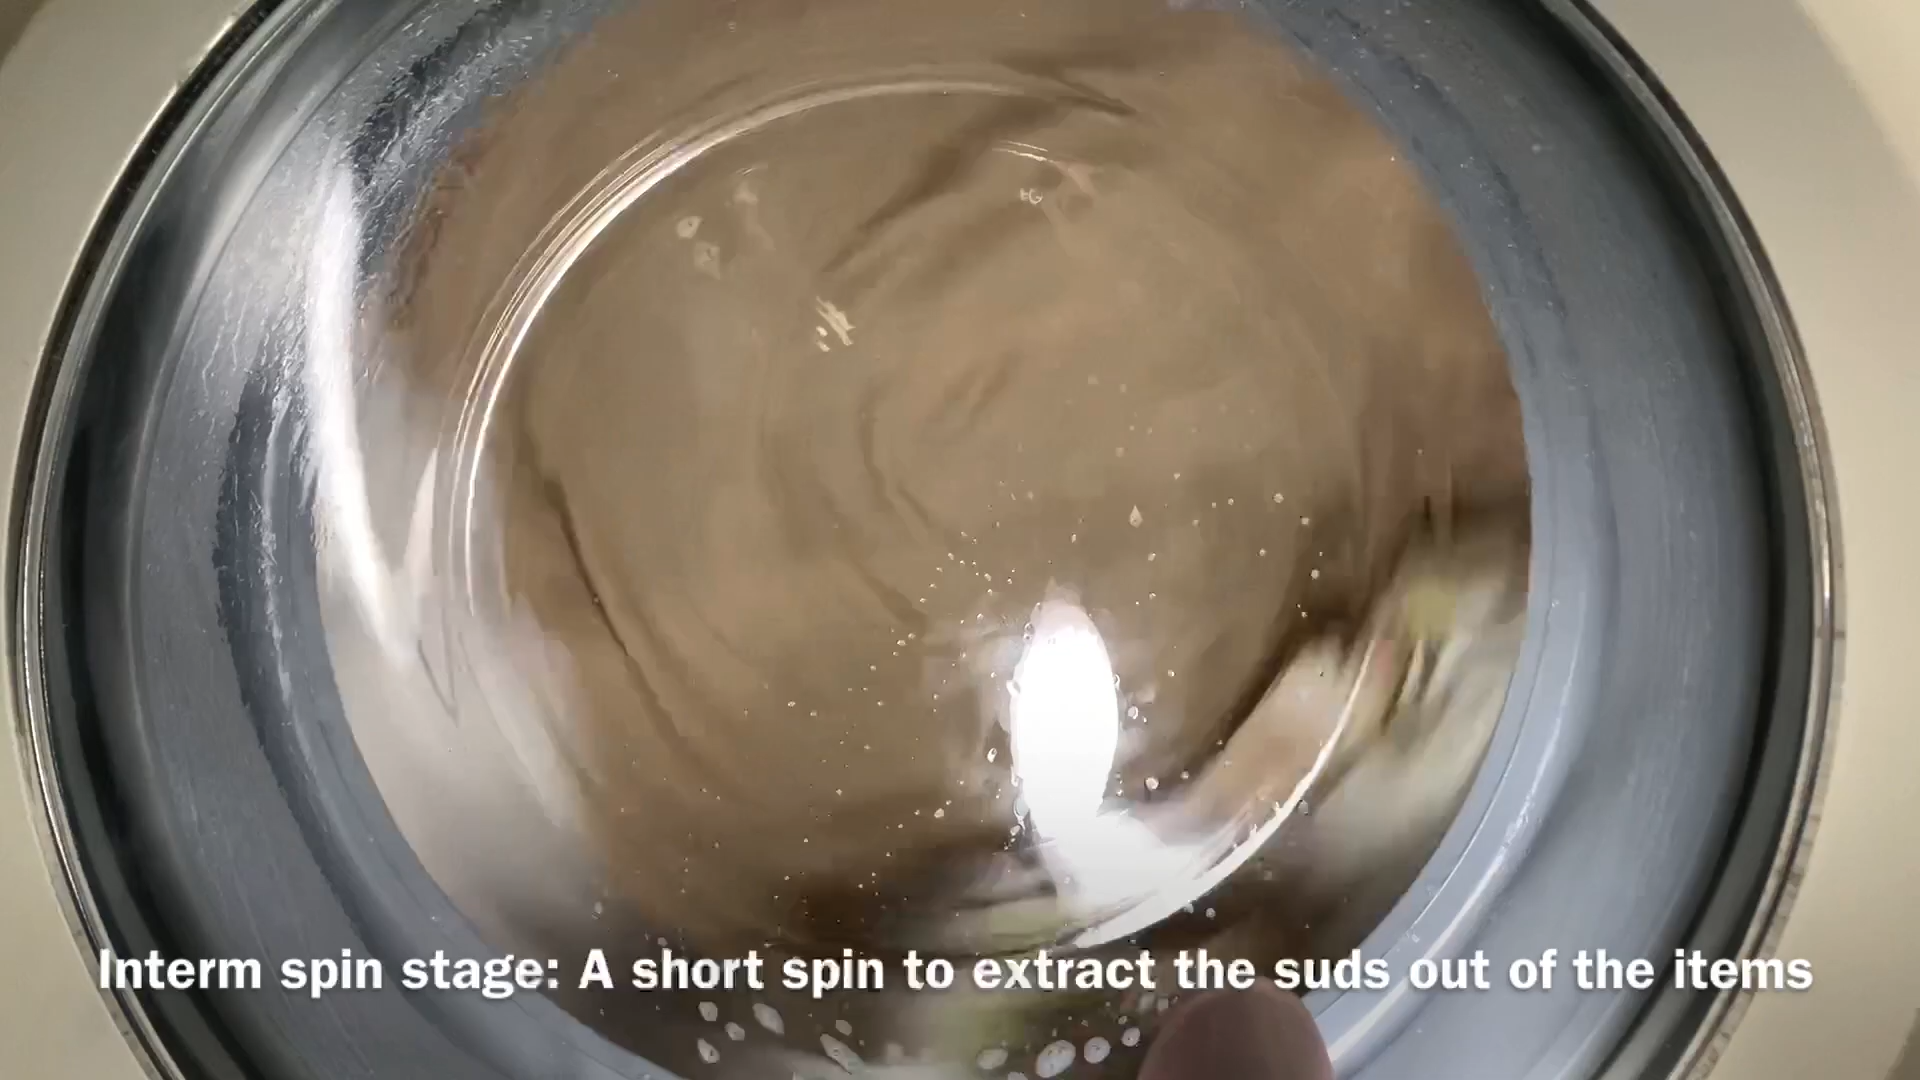 Interm spin stage: A short spin to extract the suds out of the items